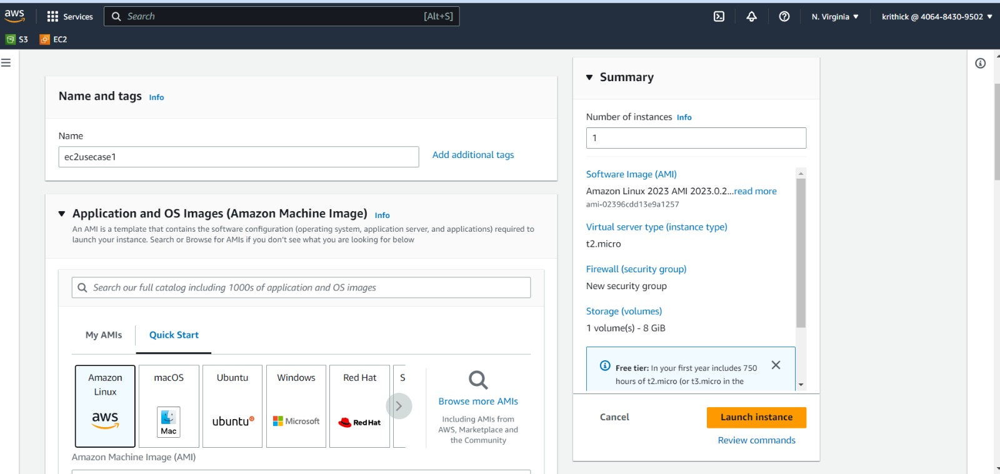 aws
Services
Search
[Alt+S]
N. Virginia
krithick @ 4064-8430-9502
S3
EC2
Name and tags Info
Name
ec2usecase1
Add additional tags
Application and OS Images (Amazon Machine Image) Info
An AMI is a template that contains the software configuration (operating system, application server, and applications) required to
launch your instance. Search or Browse for AMIs if you don't see what you are looking for below
Search our full catalog including 1000s of application and OS images
My AMIs
Quick Start
Amazon
Linux
aws
macOS
Mac
Ubuntu
ubuntu
Windows
Microsoft
Red Hat
Red Hat
S
Browse more AMIs
Including AMIs from
AWS, Marketplace and
the Community
Amazon Machine Image (AMI)
Summary
Number of instances Info
1
Software Image (AMI)
Amazon Linux 2023 AMI 2023.0.2...read more
ami-02396cdd13e9a1257
Virtual server type (instance type)
t2.micro
Firewall (security group)
New security group
Storage (volumes)
1 volume(s) - 8 GiB
Free tier: In your first year includes 750
hours of t2.micro (or t3.micro in the
Cancel
Launch instance
Review commands